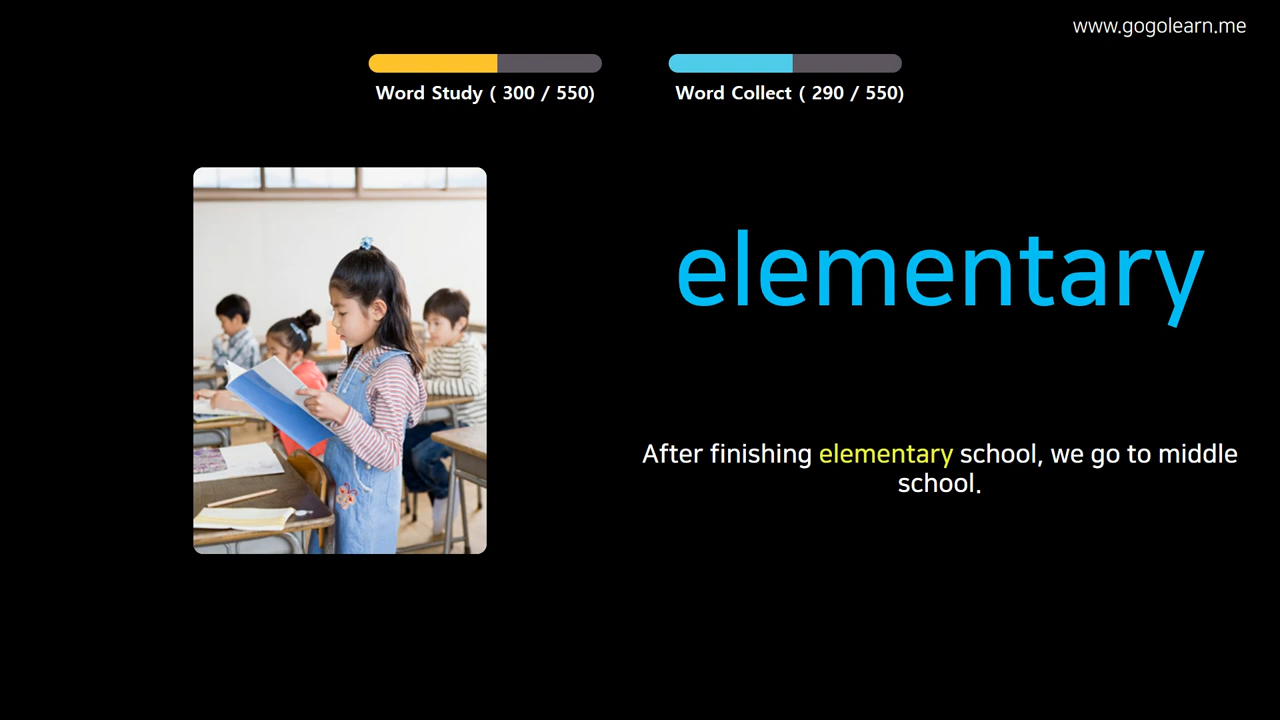 www.gogolearn.me
Word Study ( 300 / 550)
Word Collect ( 290 / 550)
elementary
After finishing elementary school, we go to middle
school.